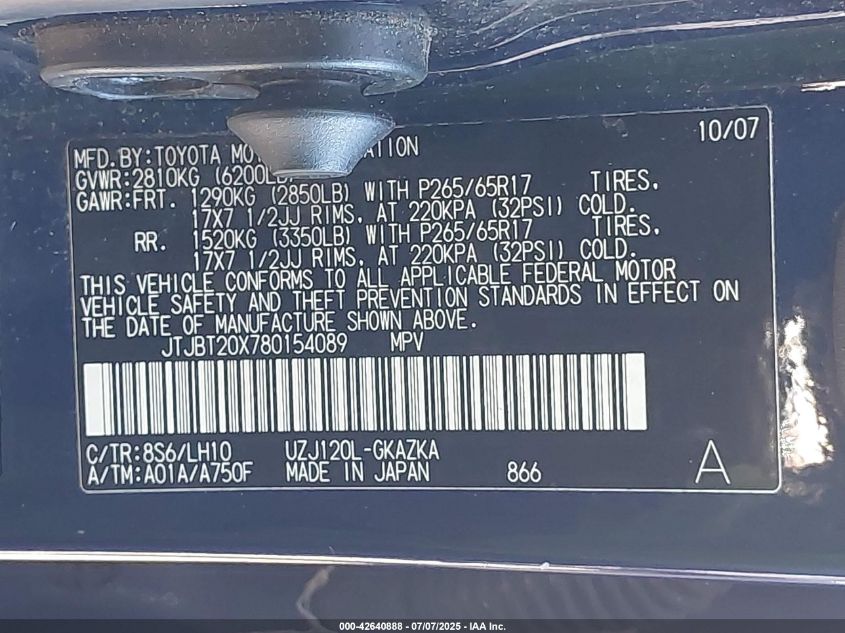 10/07
MFD.BY:TOYOTA MO ATION
GVWR:2810KG (6200LB
GAWR:FRT. 1290KG (2850LB) WITH P265/65R17 TIRES,
17X7 1/2JJ RIMS, AT 220KPA (32PSI) COLD.
RR. 1520KG (3350LB) WITH P265/65R17 TIRES,
17X7 1/2JJ RIMS, AT 220KPA (32PSI) COLD.
THIS VEHICLE CONFORMS TO ALL APPLICABLE FEDERAL MOTOR
VEHICLE SAFETY AND THEFT PREVENTION STANDARDS IN EFFECT ON
THE DATE OF MANUFACTURE SHOWN ABOVE.
JTJBT20X780154089 MPV
C/TR:8S6/LH10 UZJ120L-GKAZKA
A/TM:A01A/A750F MADE IN JAPAN 866 A
000-42640888 - 07/07/2025 - IAA Inc.